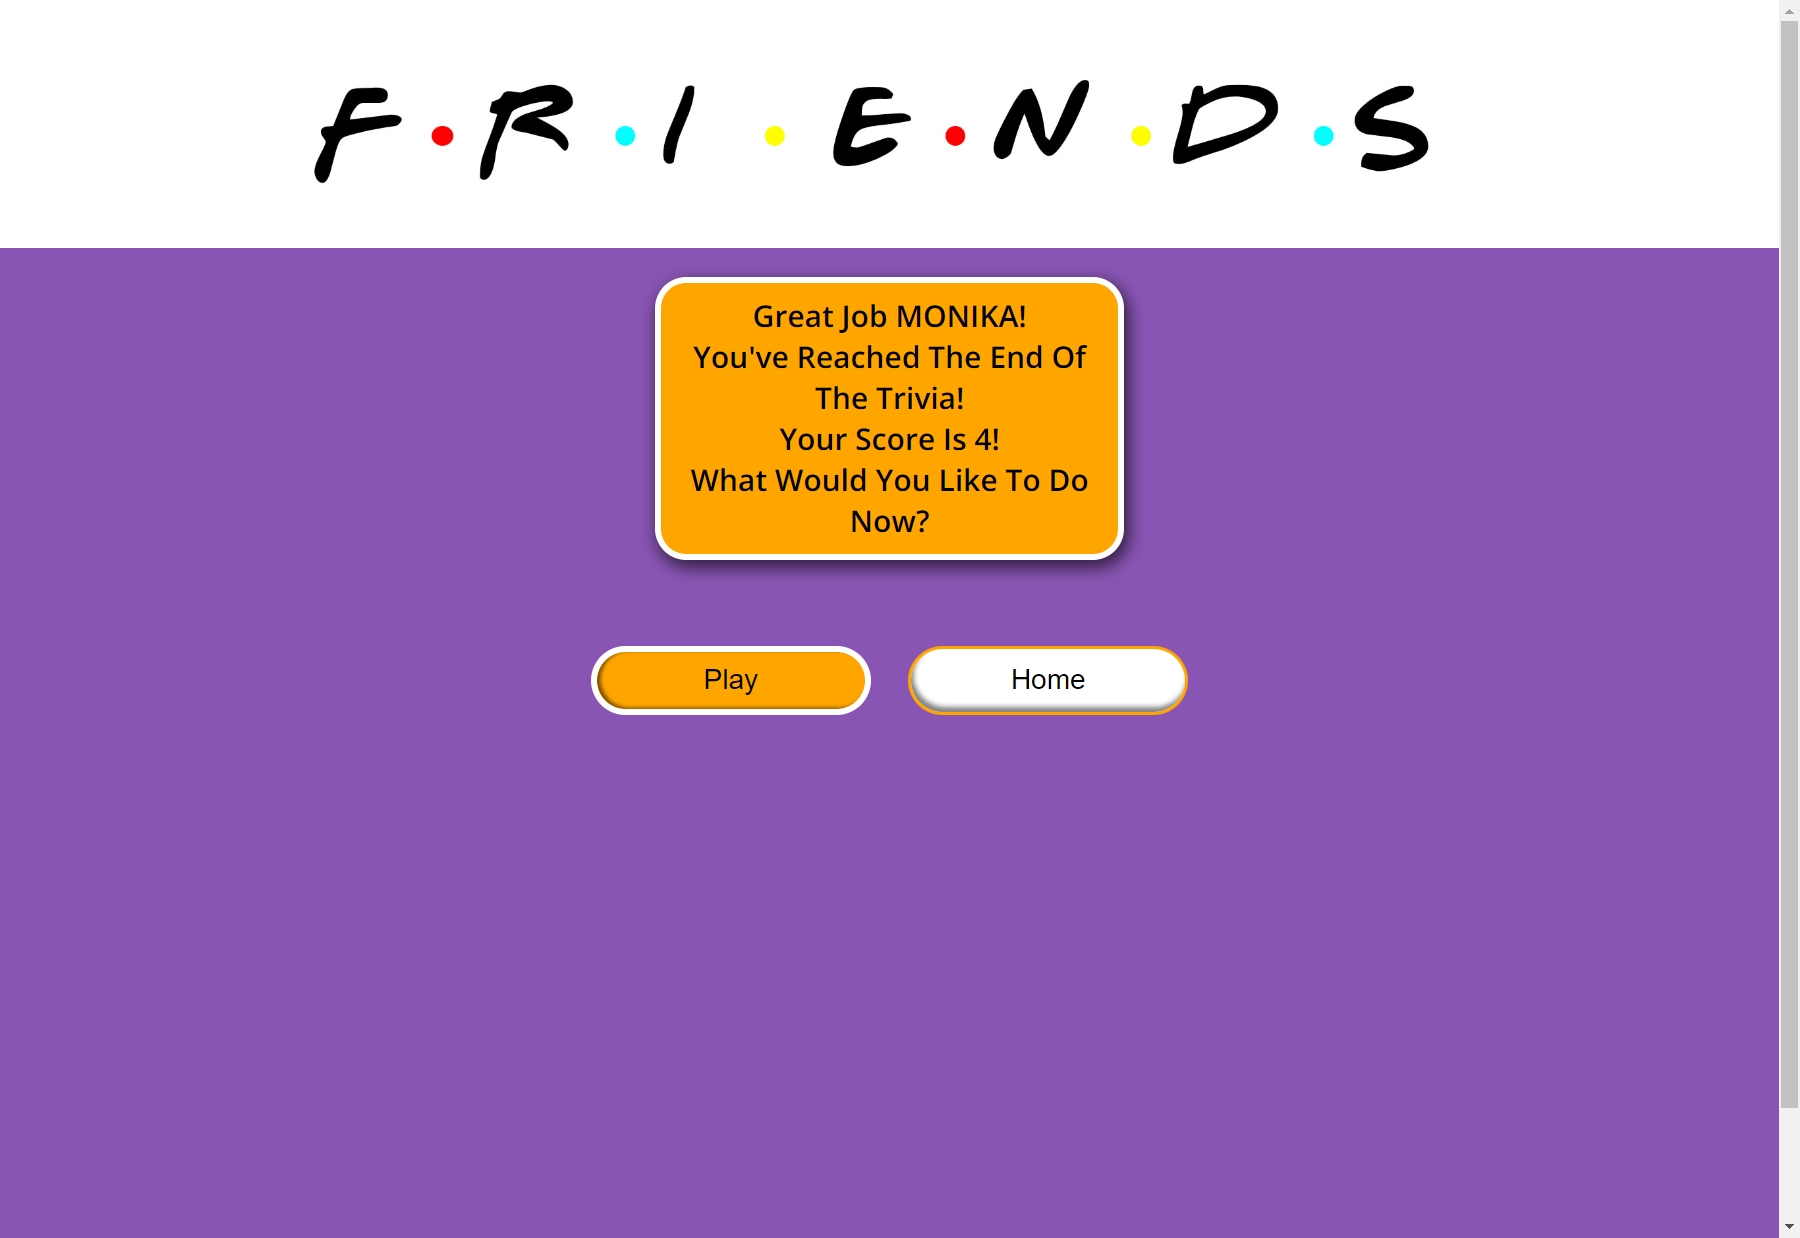 F•R•I•E•N•D•S
Great Job MONIKA!
You've Reached The End Of
The Trivia!
Your Score Is 4!
What Would You Like To Do
Now?
Play
Home